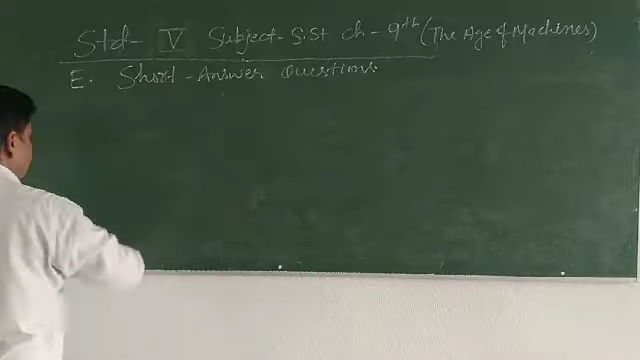 Std- V Subject- S.St ch- 9th (The Age of Machines)
E. Short-Answer Questions.